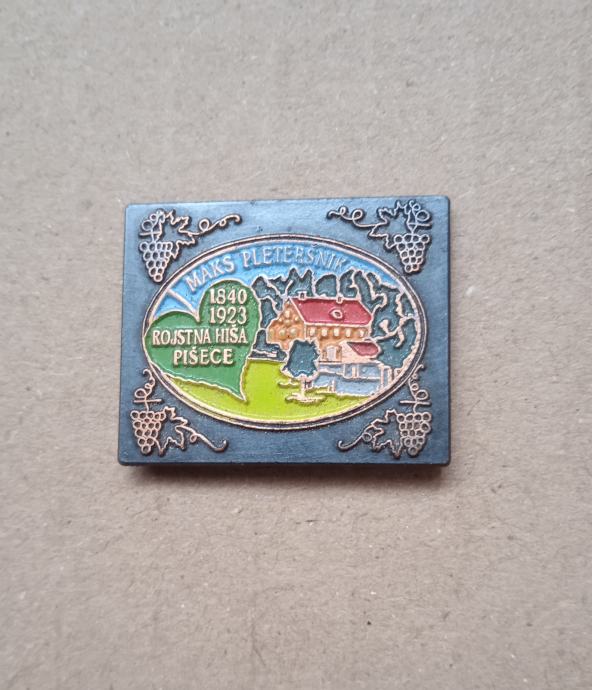 MAKS PLETERŠNIK
1840
1923
ROJSTNA HIŠA
PIŠECE